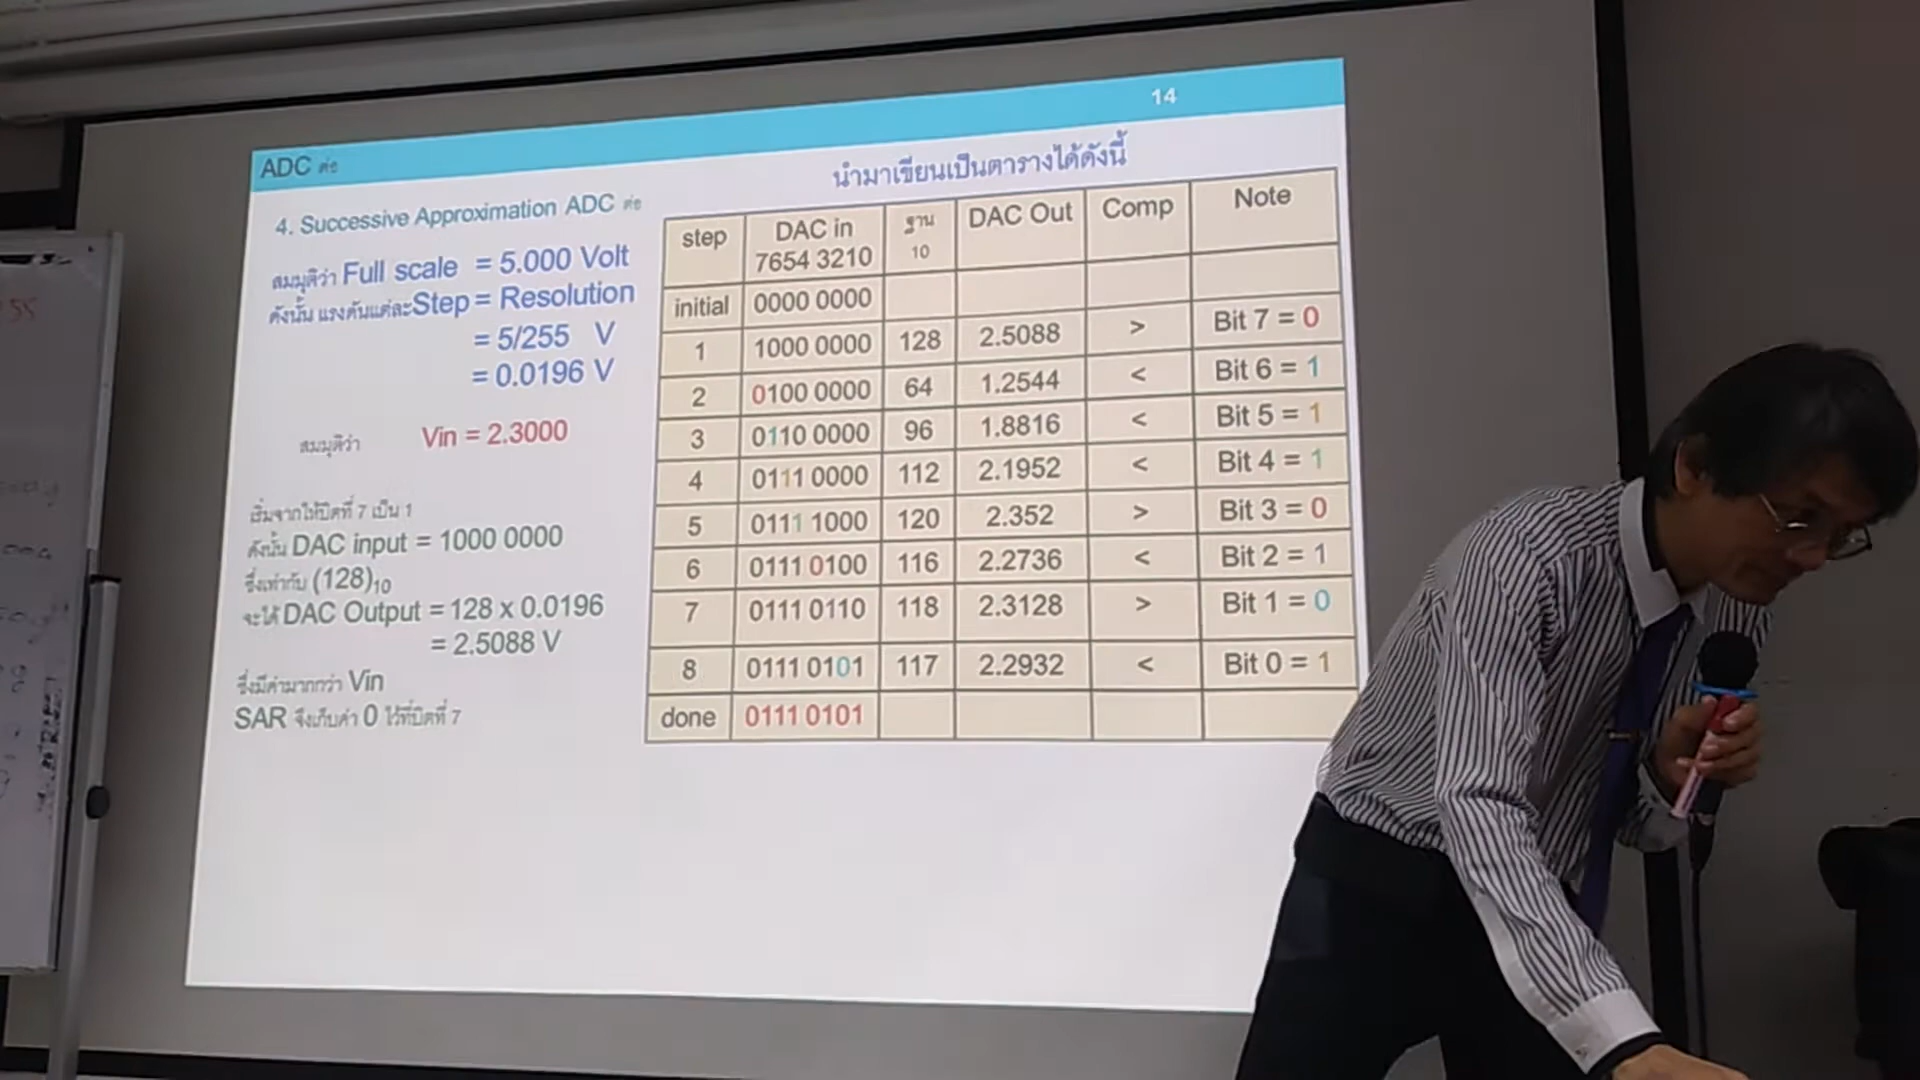 14
ADC ต่อ
4. Successive Approximation ADC ต่อ
สมมุติว่า Full scale = 5.000 Volt
ดังนั้น แรงดันแต่ละStep = Resolution
= 5/255 V
= 0.0196 V
สมมุติว่า Vin = 2.3000
เริ่มจากให้บิตที่ 7 เป็น 1
ดังนั้น DAC input = 1000 0000
ซึ่งเท่ากับ (128)10
จะได้ DAC Output = 128 x 0.0196
= 2.5088 V
ซึ่งมีค่ามากกว่า Vin
SAR จึงเก็บค่า 0 ไว้ที่บิตที่ 7
นำมาเขียนเป็นตารางได้ดังนี้
step DAC in 7654 3210 ฐาน 10 DAC Out Comp Note
initial 0000 0000
1 1000 0000 128 2.5088 > Bit 7 = 0
2 0100 0000 64 1.2544 < Bit 6 = 1
3 0110 0000 96 1.8816 < Bit 5 = 1
4 0111 0000 112 2.1952 < Bit 4 = 1
5 0111 1000 120 2.352 > Bit 3 = 0
6 0111 0100 116 2.2736 < Bit 2 = 1
7 0111 0110 118 2.3128 > Bit 1 = 0
8 0111 0101 117 2.2932 < Bit 0 = 1
done 0111 0101